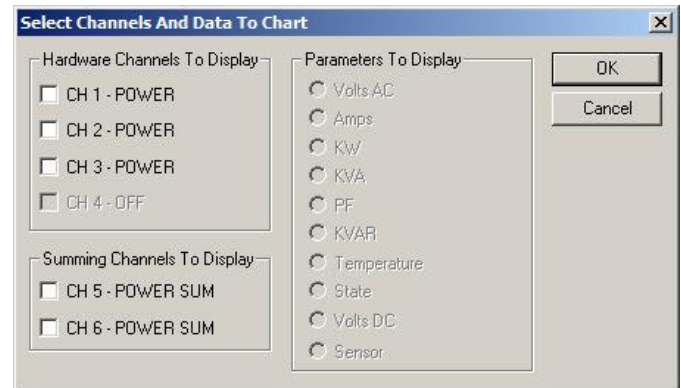 Select Channels And Data To Chart
Hardware Channels To Display
CH 1 - POWER
CH 2 - POWER
CH 3 - POWER
CH 4 - OFF
Summing Channels To Display
CH 5 - POWER SUM
CH 6 - POWER SUM
Parameters To Display
Volts AC
Amps
KW
KVA
PF
KVAR
Temperature
State
Volts DC
Sensor
OK
Cancel